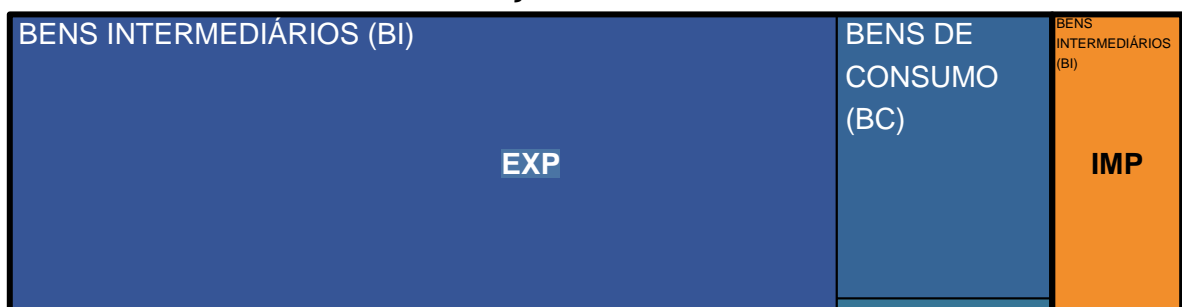 BENS INTERMEDIÁRIOS (BI)
EXP
BENS DE
CONSUMO
(BC)
BENS
INTERMEDIÁRIOS
(BI)
IMP